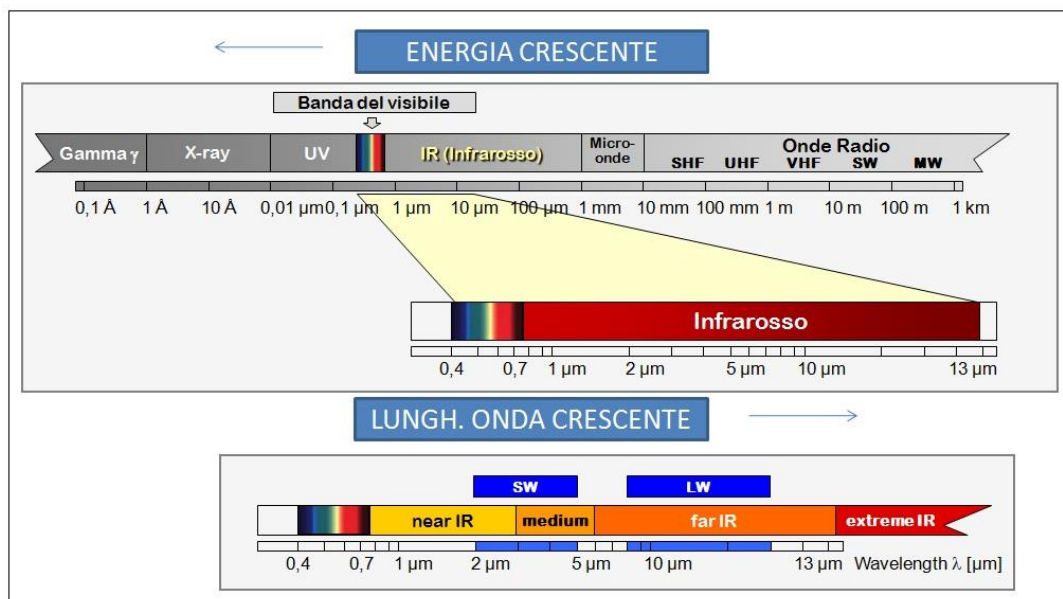 ENERGIA CRESCENTE
Banda del visibile
Gamma γ X-ray UV IR (Infrarosso) Micro-onde Onde Radio
SHF UHF VHF SW MW
0,1 Å 1 Å 10 Å 0,01 µm 0,1 µm 1 µm 10 µm 100 µm 1 mm 10 mm 100 mm 1 m 10 m 100 m 1 km
Infrarosso
0,4 0,7 1 µm 2 µm 5 µm 10 µm 13 µm
LUNGH. ONDA CRESCENTE
SW LW
near IR medium far IR extreme IR
0,4 0,7 1 µm 2 µm 5 µm 10 µm 13 µm Wavelength λ [µm]